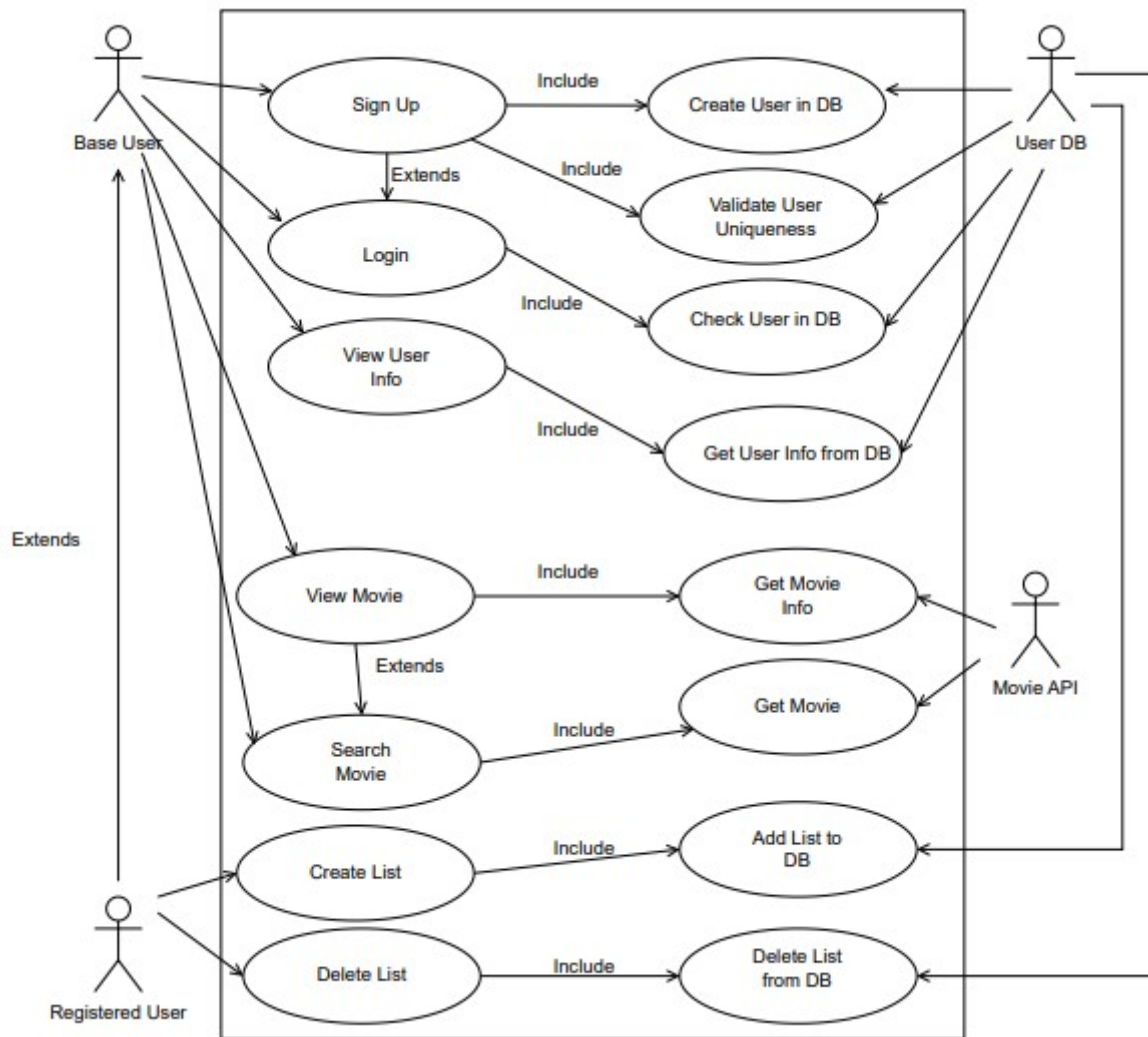 Include
Sign Up
Create User in DB
Base User
User DB
Extends
Include
Validate User
Uniqueness
Login
Include
Check User in DB
View User
Info
Include
Get User Info from DB
Extends
View Movie
Include
Get Movie
Info
Extends
Movie API
Get Movie
Include
Search
Movie
Create List
Include
Add List to
DB
Registered User
Delete List
Include
Delete List
from DB